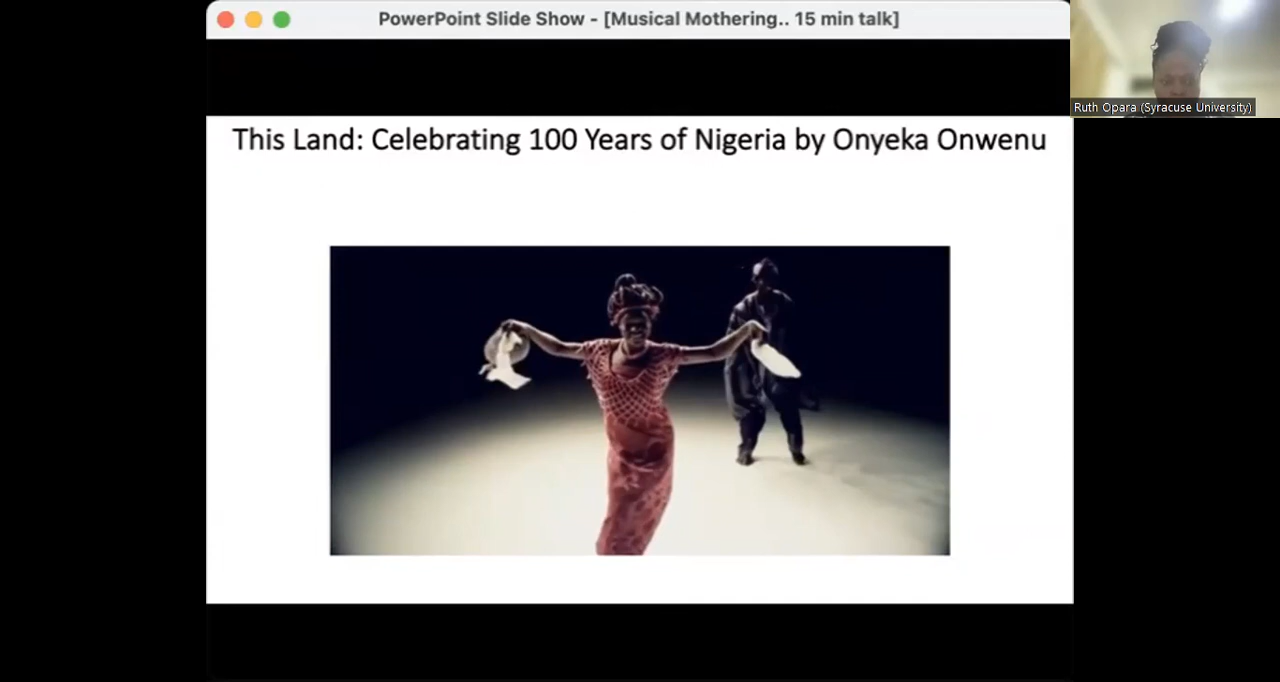 PowerPoint Slide Show - [Musical Mothering.. 15 min talk]
Ruth Opara (Syracuse University)
This Land: Celebrating 100 Years of Nigeria by Onyeka Onwenu